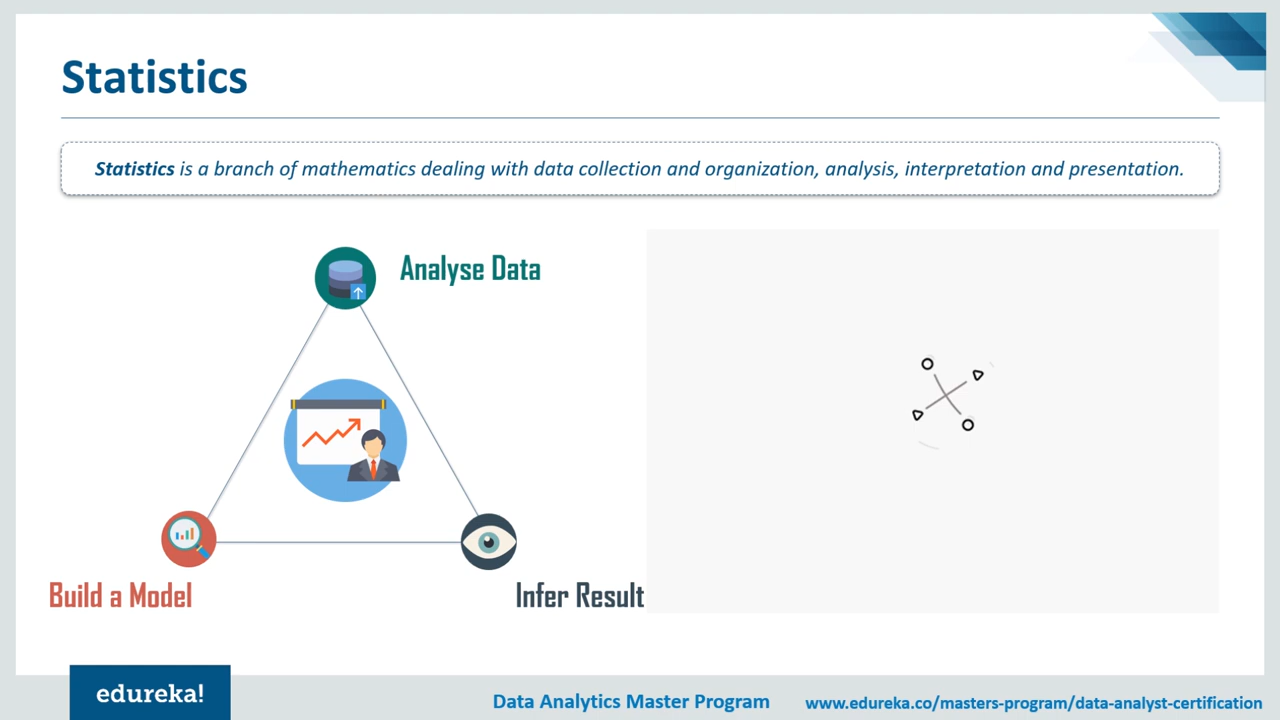 Statistics
Statistics is a branch of mathematics dealing with data collection and organization, analysis, interpretation and presentation.
Analyse Data
Build a Model
Infer Result
edureka!
Data Analytics Master Program
www.edureka.co/masters-program/data-analyst-certification